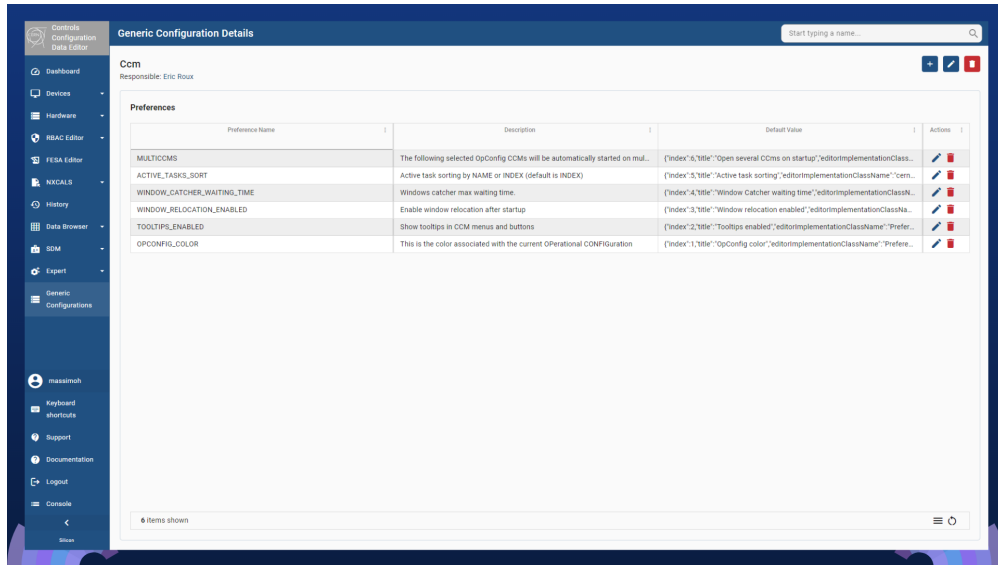 Controls
Configuration
Data Editor
Generic Configuration Details
Start typing a name...
Dashboard
Devices
Hardware
RBAC Editor
FESA Editor
NXCALS
History
Data Browser
SDM
Expert
Generic
Configurations
massimoh
Keyboard
shortcuts
Support
Documentation
Logout
Console
Silicon
Ccm
Responsible: Eric Roux
Preferences
Preference Name Description Default Value Actions
MULTICCMS The following selected OpConfig CCMs will be automatically started on mul... {"index":6,"title":"Open several CCms on startup","editorImplementationClass...
ACTIVE_TASKS_SORT Active task sorting by NAME or INDEX (default is INDEX) {"index":5,"title":"Active task sorting","editorImplementationClassName":"cern...
WINDOW_CATCHER_WAITING_TIME Windows catcher max waiting time. {"index":4,"title":"Window Catcher waiting time","editorImplementationClassN...
WINDOW_RELOCATION_ENABLED Enable window relocation after startup {"index":3,"title":"Window relocation enabled","editorImplementationClassNa...
TOOLTIPS_ENABLED Show tooltips in CCM menus and buttons {"index":2,"title":"Tooltips enabled","editorImplementationClassName":"Prefer...
OPCONFIG_COLOR This is the color associated with the current OPerational CONFIGuration {"index":1,"title":"OpConfig color","editorImplementationClassName":"Prefere...
6 items shown